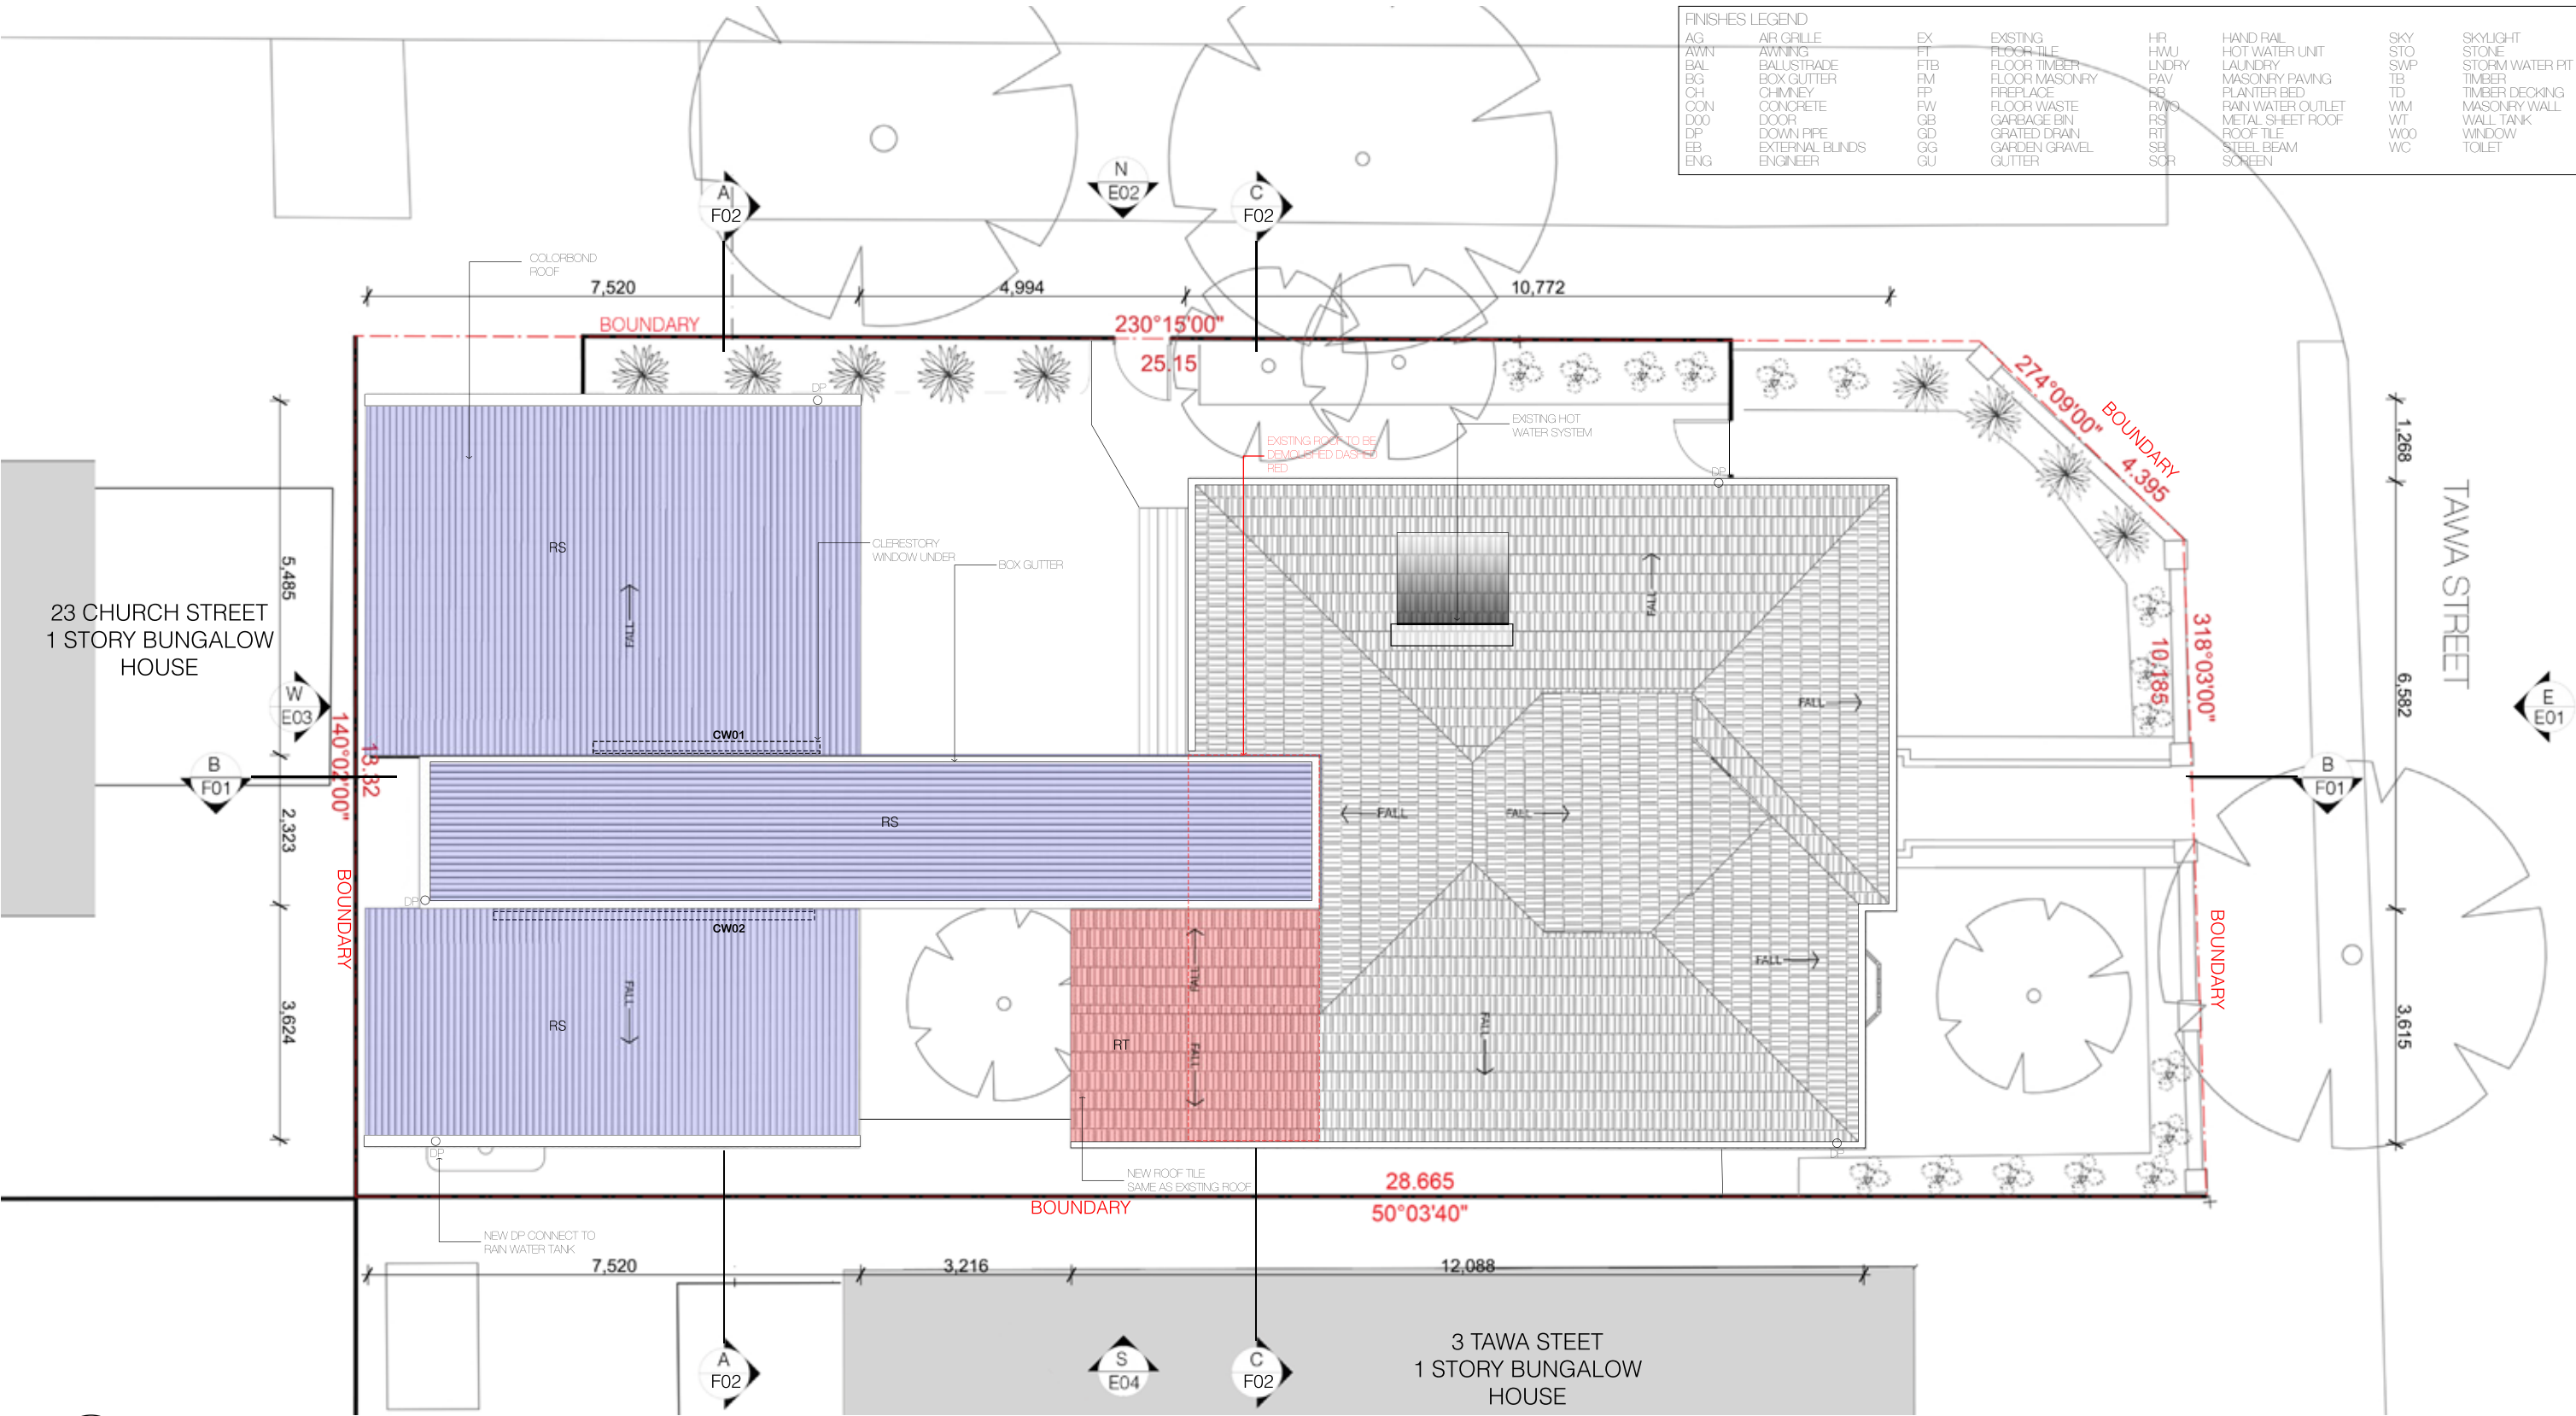 FINISHES LEGEND
AG AIR GRILLE EX EXISTING HR HAND RAIL SKY SKYLIGHT
AWN AWNING FT FLOOR TILE HWU HOT WATER UNIT STO STONE
BAL BALUSTRADE FTB FLOOR TIMBER LNDRY LAUNDRY SWP STORM WATER PIT
BG BOX GUTTER FM FLOOR MASONRY PAV MASONRY PAVING TB TIMBER
CH CHIMNEY FP FIREPLACE PB PLANTER BED TD TIMBER DECKING
CON CONCRETE FW FLOOR WASTE RWO RAIN WATER OUTLET WM MASONRY WALL
D00 DOOR GB GARBAGE BIN RS METAL SHEET ROOF WT WALL TANK
DP DOWN PIPE GD GRATED DRAIN RT ROOF TILE W00 WINDOW
EB EXTERNAL BLINDS GG GARDEN GRAVEL SB STEEL BEAM WC TOILET
ENG ENGINEER GU GUTTER SCR SCREEN
N
E02
A
F02
C
F02
COLORBOND
ROOF
7,520
4,994
10,772
BOUNDARY
230°15'00"
25.15
274°09'00"
BOUNDARY
4.395
DP
EXISTING HOT
WATER SYSTEM
EXISTING ROOF TO BE
DEMOLISHED DASHED
RED
DP
1,268
TAWA STREET
RS
CLERESTORY
WINDOW UNDER
BOX GUTTER
5,485
FALL
FALL
23 CHURCH STREET
1 STORY BUNGALOW
HOUSE
318°03'00"
10.185
6,582
W
E03
FALL
E
E01
140°02'00"
13.32
CW01
B
F01
B
F01
2,323
RS
FALL
FALL
DP
CW02
BOUNDARY
BOUNDARY
FALL
FALL
FALL
3,624
RS
RT
FALL
FALL
3,615
DP
DP
NEW ROOF TILE
SAME AS EXISTING ROOF
28.665
BOUNDARY
50°03'40"
NEW DP CONNECT TO
RAIN WATER TANK
7,520
3,216
12,088
A
F02
S
E04
C
F02
3 TAWA STEET
1 STORY BUNGALOW
HOUSE